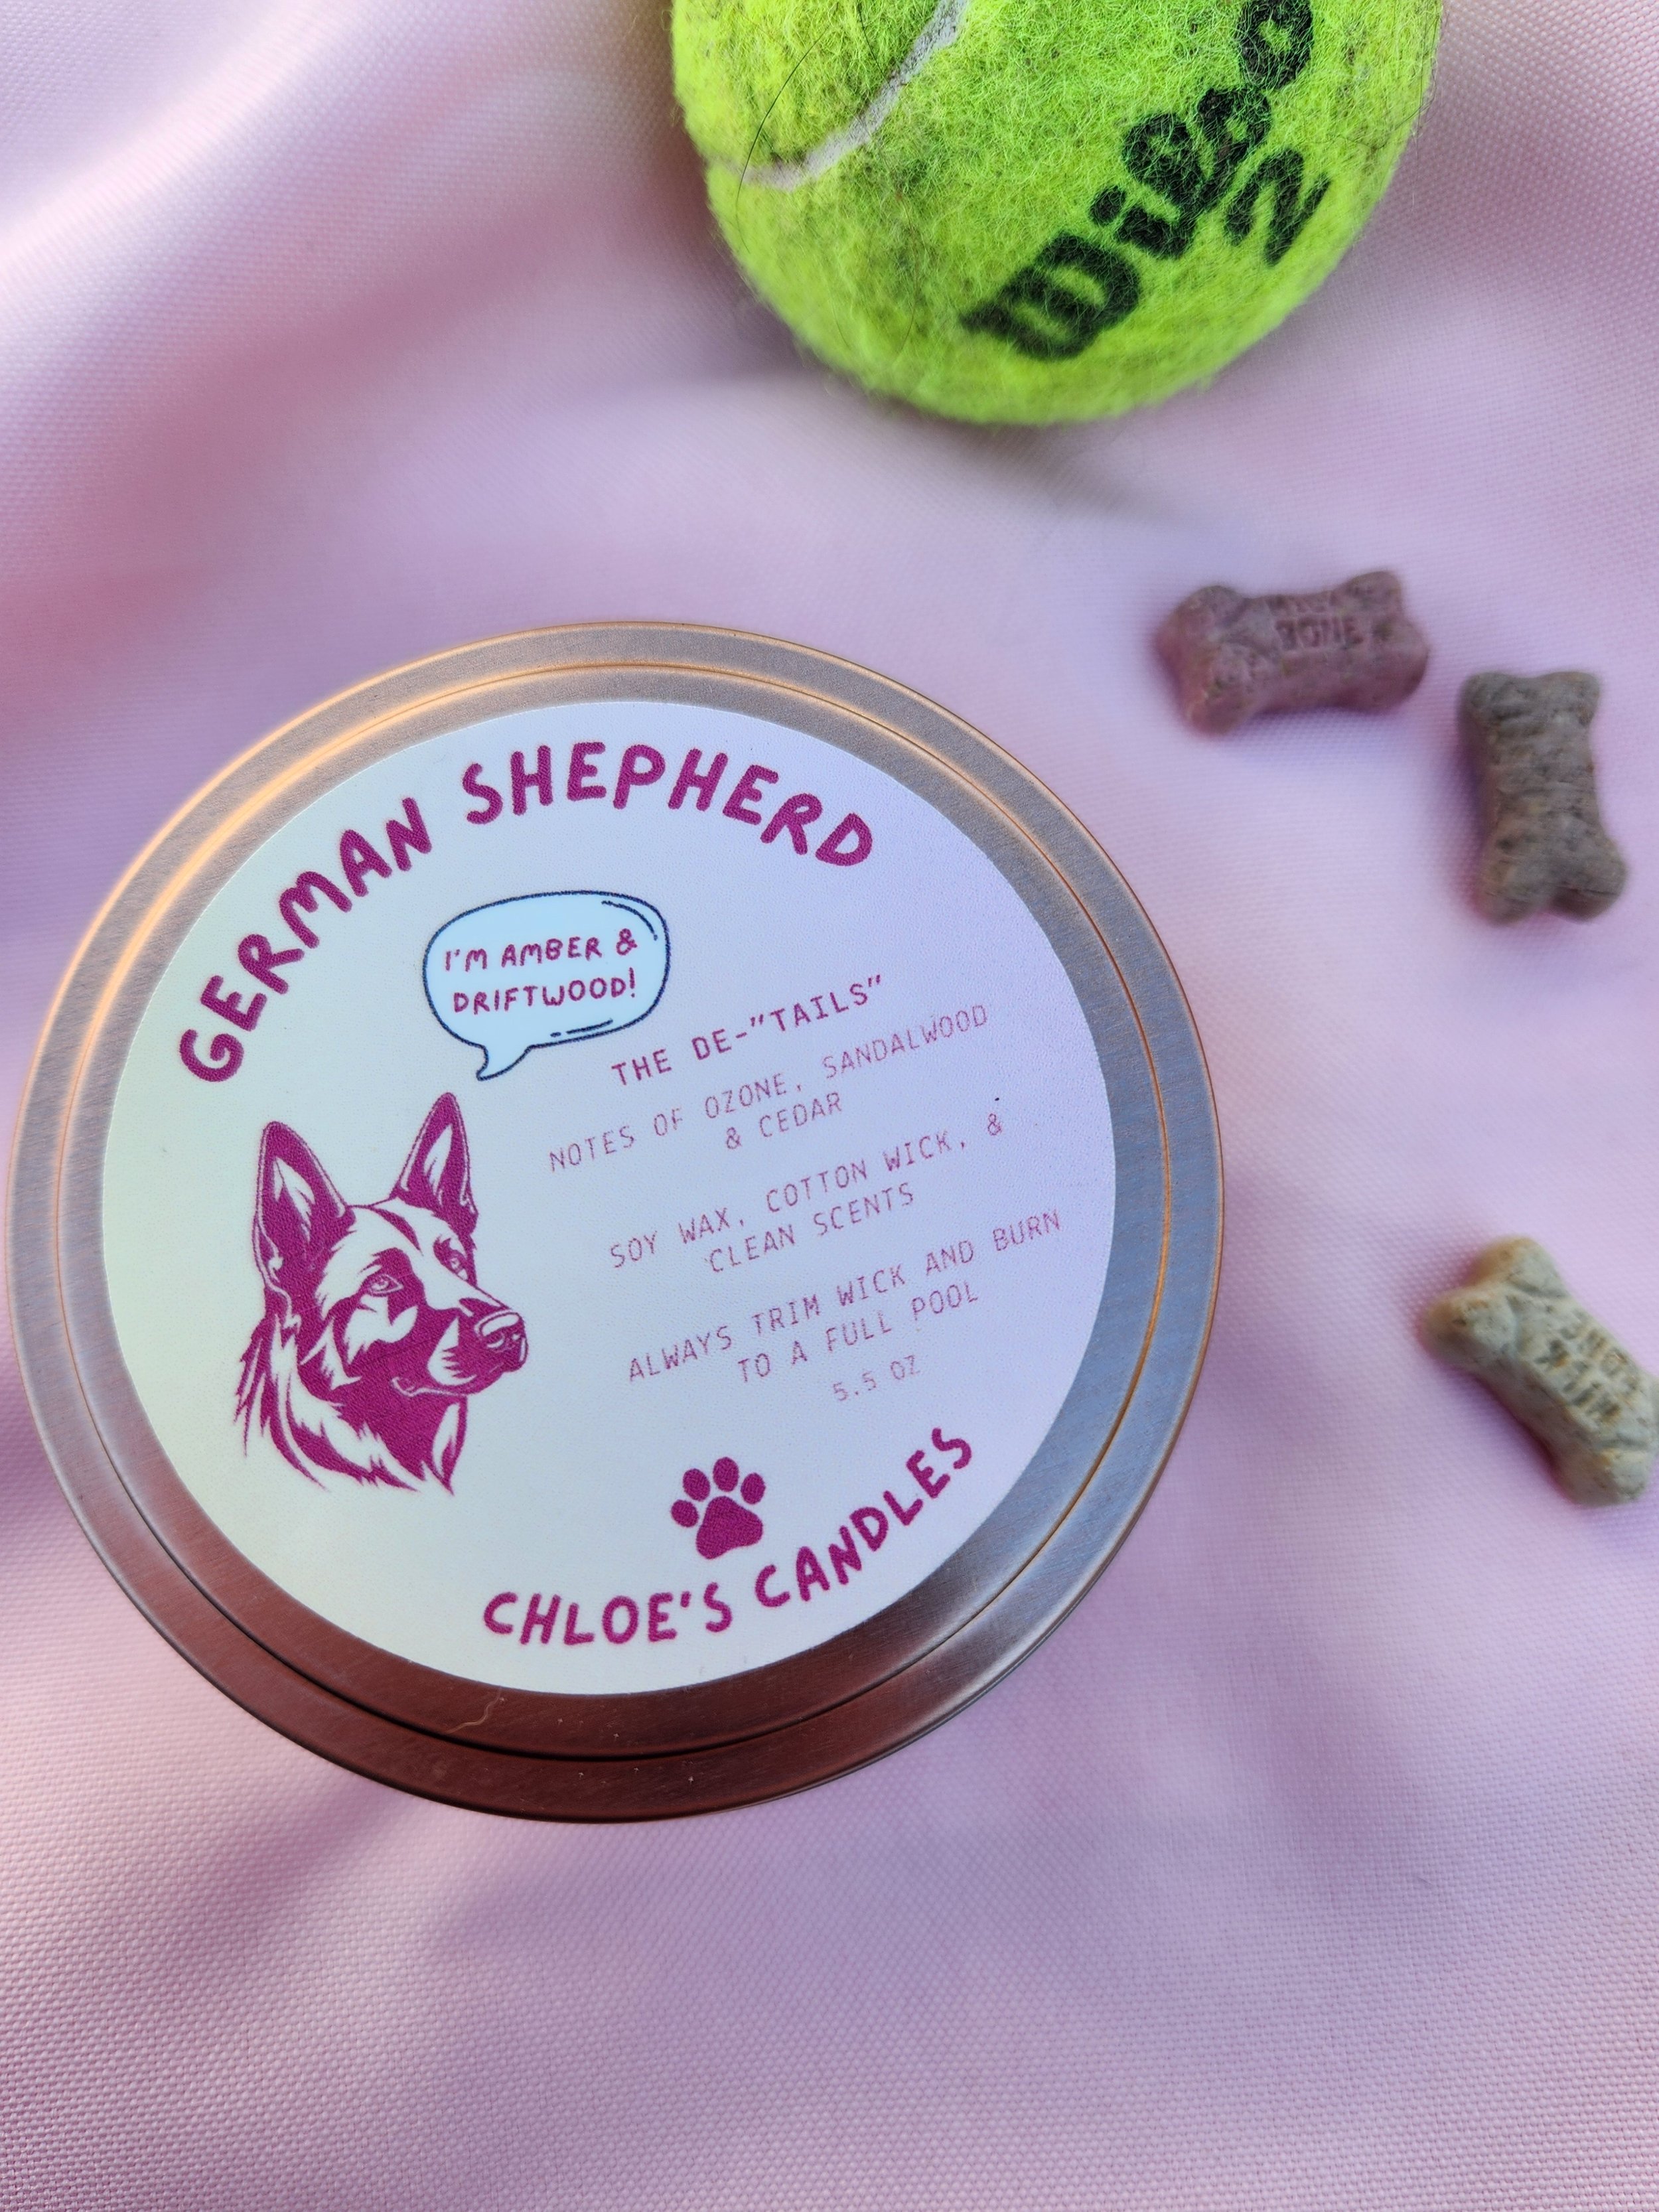 Wilso
2
MILK
BONE
GERMAN SHEPHERD
I'M AMBER &
DRIFTWOOD!
THE DE-"TAILS"
NOTES OF OZONE, SANDALWOOD
& CEDAR
SOY WAX, COTTON WICK, &
CLEAN SCENTS
ALWAYS TRIM WICK AND BURN
TO A FULL POOL
5.5 OZ
CHLOE'S CANDLES